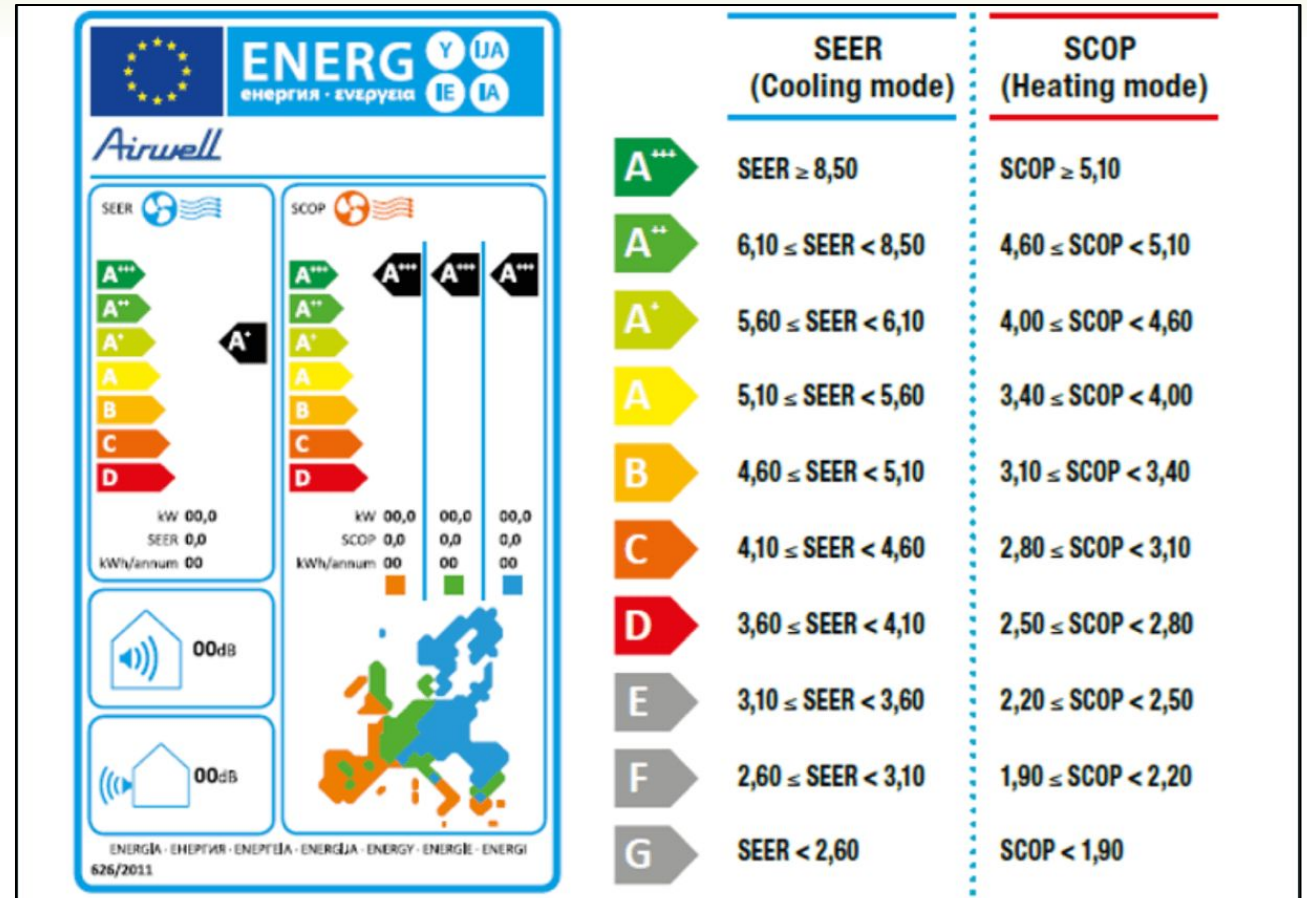 ENERG
енергия · ενεργεια
Y IJA
IE IA
Airwell
SEER
A+++
A++
A+
A
B
C
D
A+
kW 00,0
SEER 0,0
kWh/annum 00
SCOP
A+++
A++
A+
A
B
C
D
A+++ A+++ A+++
kW 00,0 00,0 00,0
SCOP 0,0 0,0 0,0
kWh/annum 00 00 00
00dB
00dB
ENERGÍA · ЕНЕРГИЯ · ΕΝΕΡΓΕΙΑ · ENERGIJA · ENERGY · ENERGIE · ENERGI
626/2011
SEER
(Cooling mode)
SCOP
(Heating mode)
A+++ SEER ≥ 8,50 SCOP ≥ 5,10
A++ 6,10 ≤ SEER < 8,50 4,60 ≤ SCOP < 5,10
A+ 5,60 ≤ SEER < 6,10 4,00 ≤ SCOP < 4,60
A 5,10 ≤ SEER < 5,60 3,40 ≤ SCOP < 4,00
B 4,60 ≤ SEER < 5,10 3,10 ≤ SCOP < 3,40
C 4,10 ≤ SEER < 4,60 2,80 ≤ SCOP < 3,10
D 3,60 ≤ SEER < 4,10 2,50 ≤ SCOP < 2,80
E 3,10 ≤ SEER < 3,60 2,20 ≤ SCOP < 2,50
F 2,60 ≤ SEER < 3,10 1,90 ≤ SCOP < 2,20
G SEER < 2,60 SCOP < 1,90